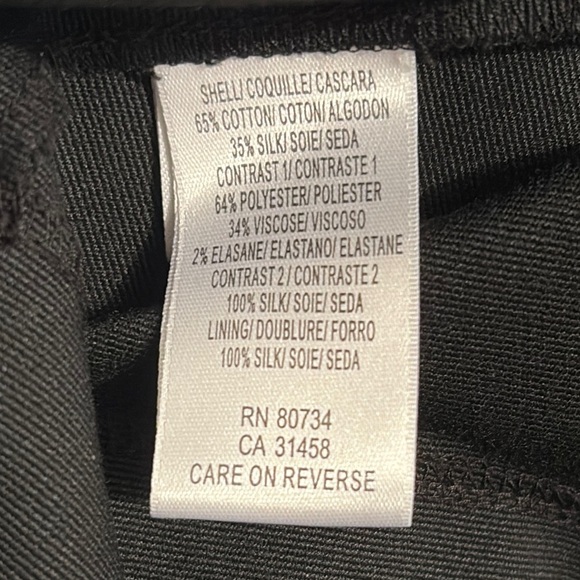 SHELL/ COQUILLE/ CASCARA
65% COTTON/ COTON/ ALGODON
35% SILK/ SOIE/ SEDA
CONTRAST 1/ CONTRASTE 1
64% POLYESTER/ POLIESTER
34% VISCOSE/ VISCOSO
2% ELASANE/ ELASTANO/ ELASTANE
CONTRAST 2 / CONTRASTE 2
100% SILK/ SOIE/ SEDA
LINING/ DOUBLURE/ FORRO
100% SILK/ SOIE/ SEDA
RN 80734
CA 31458
CARE ON REVERSE